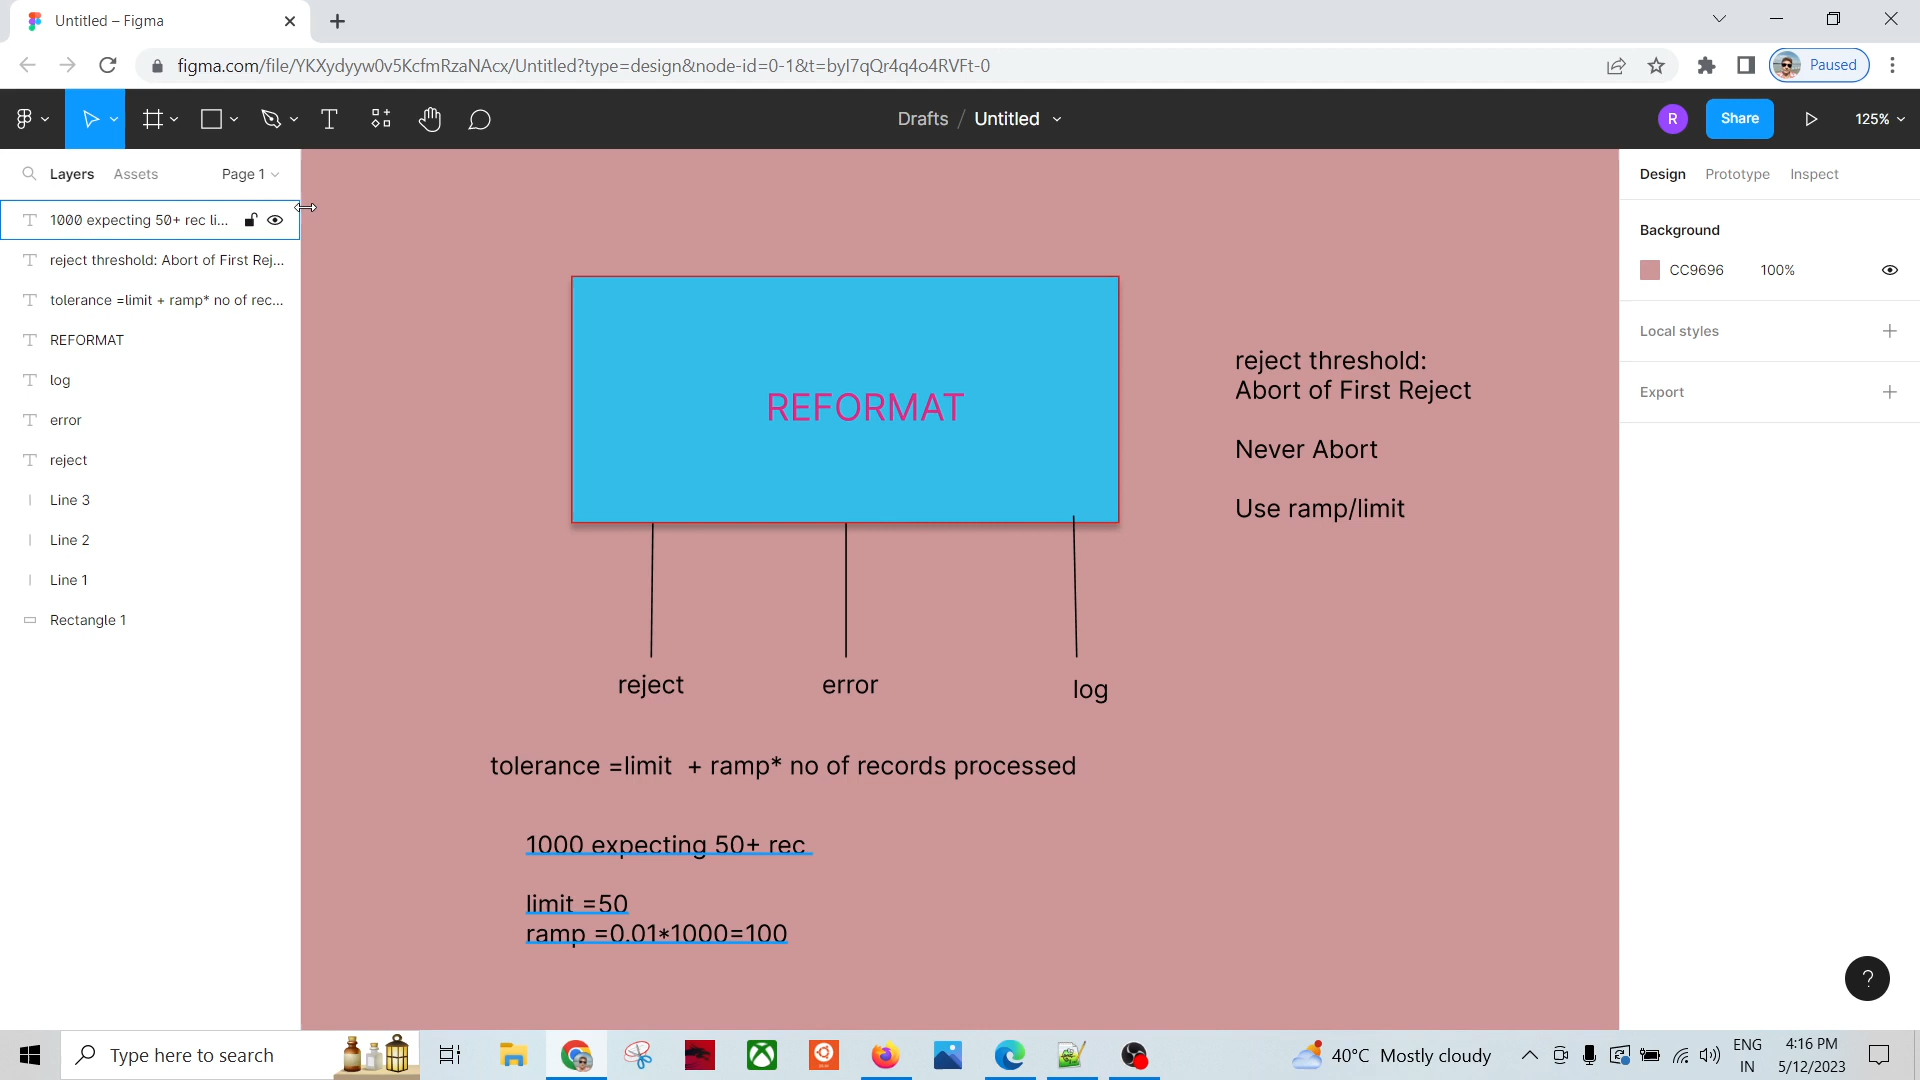 Untitled – Figma
figma.com/file/YKXydyyw0v5KcfmRzaNAcx/Untitled?type=design&node-id=0-1&t=byI7qQr4q4o4RVFt-0
Paused
Drafts / Untitled
R
Share
125%
Layers
Assets
Page 1
1000 expecting 50+ rec li...
reject threshold: Abort of First Rej...
tolerance =limit + ramp* no of rec...
REFORMAT
log
error
reject
Line 3
Line 2
Line 1
Rectangle 1
REFORMAT
reject
error
log
reject threshold:
Abort of First Reject
Never Abort
Use ramp/limit
tolerance =limit + ramp* no of records processed
1000 expecting 50+ rec
limit =50
ramp =0.01*1000=100
Design
Prototype
Inspect
Background
CC9696
100%
Local styles
Export
?
Type here to search
40°C Mostly cloudy
ENG
IN
4:16 PM
5/12/2023